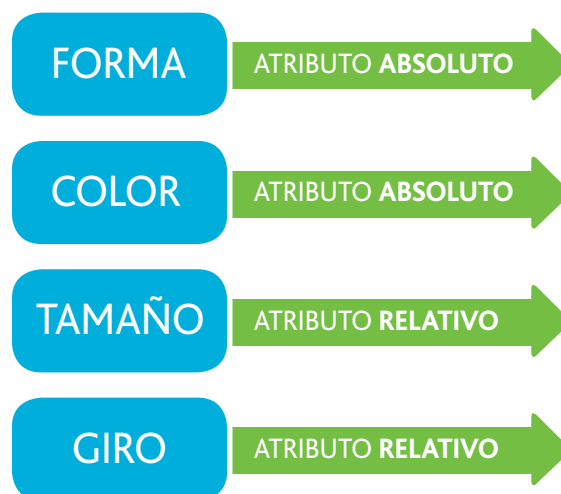 FORMA ATRIBUTO ABSOLUTO
COLOR ATRIBUTO ABSOLUTO
TAMAÑO ATRIBUTO RELATIVO
GIRO ATRIBUTO RELATIVO